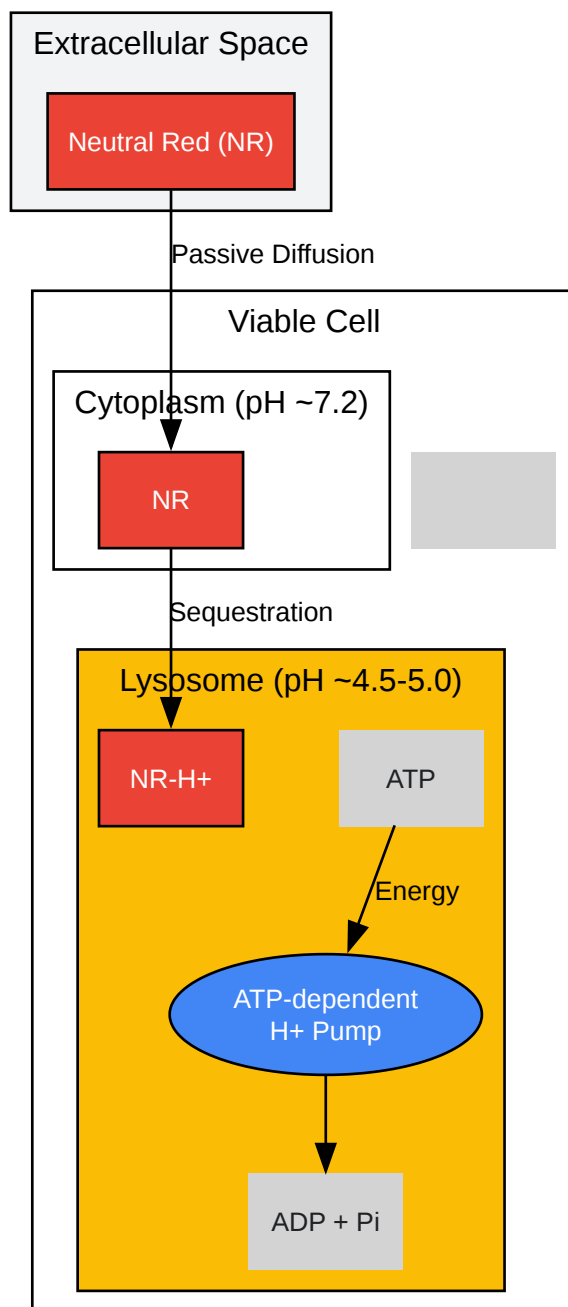 Extracellular Space
Neutral Red (NR)
Passive Diffusion
Viable Cell
Cytoplasm (pH ~7.2)
NR
Sequestration
Lysosome (pH ~4.5-5.0)
NR-H+
ATP
Energy
ATP-dependent
H+ Pump
ADP + Pi